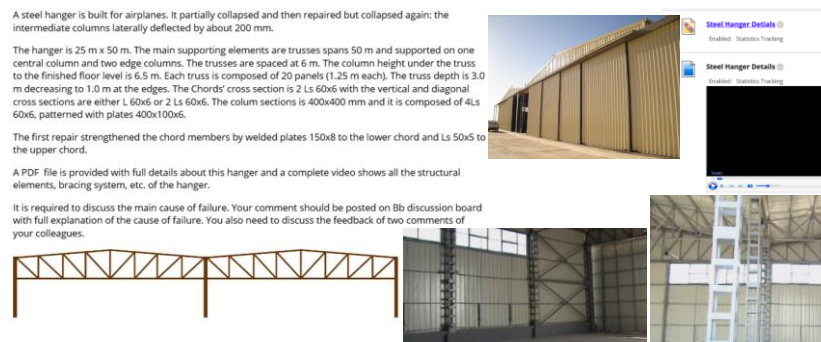 A steel hanger is built for airplanes. It partially collapsed and then repaired but collapsed again: the
intermediate columns laterally deflected by about 200 mm.
The hanger is 25 m x 50 m. The main supporting elements are trusses spans 50 m and supported on one
central column and two edge columns. The trusses are spaced at 6 m. The column height under the truss
to the finished floor level is 6.5 m. Each truss is composed of 20 panels (1.25 m each). The truss depth is 3.0
m decreasing to 1.0 m at the edges. The Chords' cross section is 2 Ls 60x6 with the vertical and diagonal
cross sections are either L 60x6 or 2 Ls 60x6. The colum sections is 400x400 mm and it is composed of 4Ls
60x6, patterned with plates 400x100x6.
The first repair strengthened the chord members by welded plates 150x8 to the lower chord and Ls 50x5 to
the upper chord.
A PDF file is provided with full details about this hanger and a complete video shows all the structural
elements, bracing system, etc. of the hanger.
It is required to discuss the main cause of failure. Your comment should be posted on Bb discussion board
with full explanation of the cause of failure. You also need to discuss the feedback of two comments of
your colleagues.
Steel Hanger Detials
Enabled: Statistics Tracking
Steel Hanger Details
Enabled: Statistics Tracking